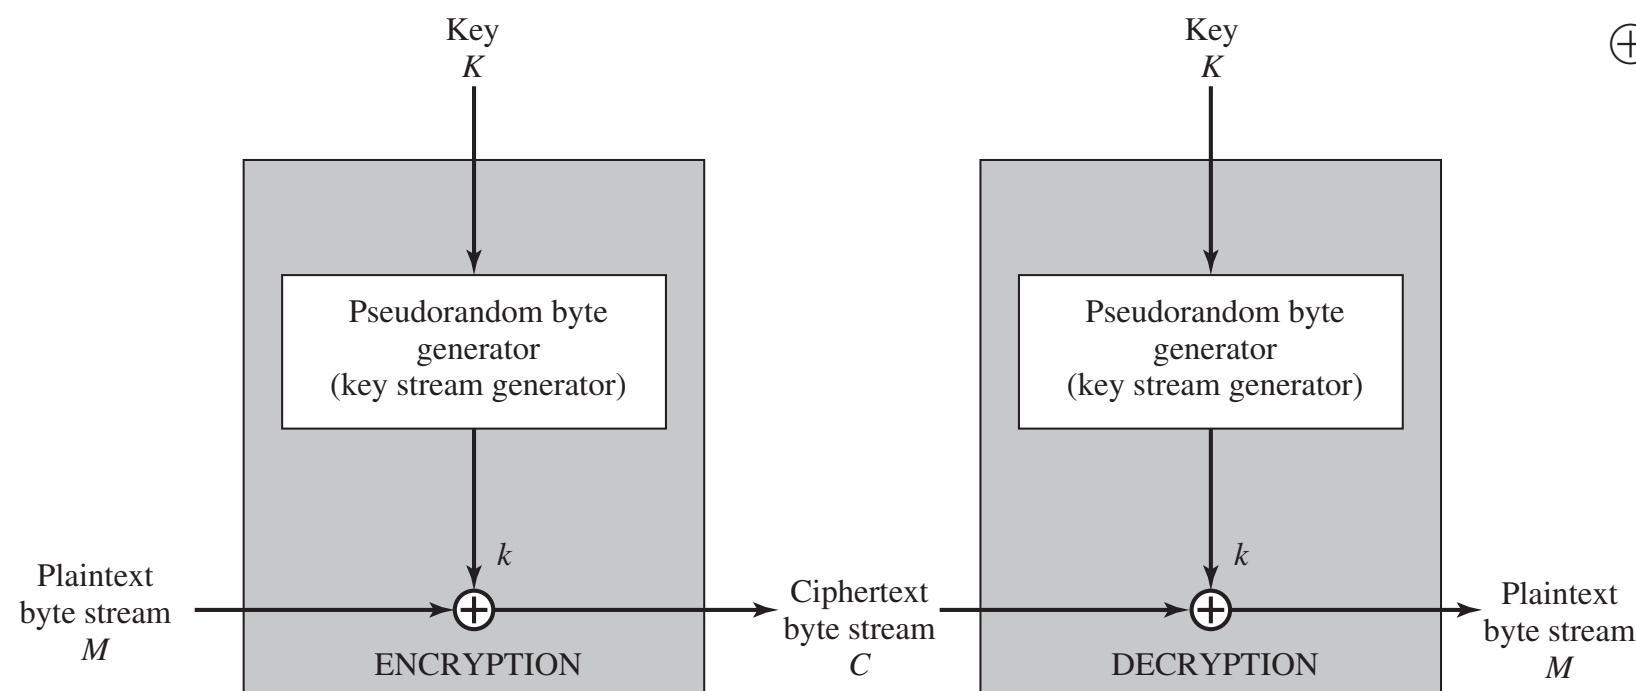 Key
K
Key
K
⊕
Pseudorandom byte
generator
(key stream generator)
Pseudorandom byte
generator
(key stream generator)
k
k
Plaintext
byte stream
M
Ciphertext
byte stream
C
Plaintext
byte stream
M
ENCRYPTION
DECRYPTION